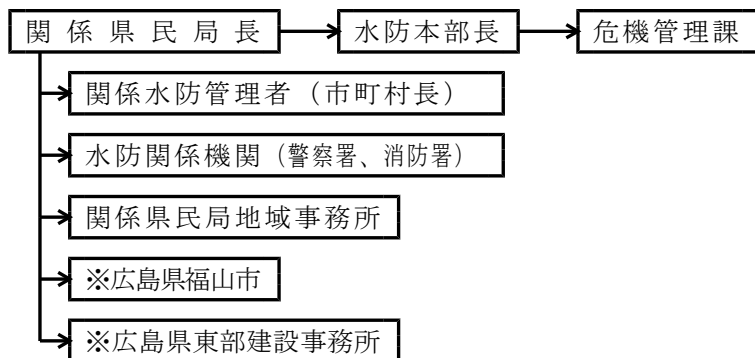 関係県民局長
水防本部長
危機管理課
関係水防管理者（市町村長）
水防関係機関（警察署、消防署）
関係県民局地域事務所
※広島県福山市
※広島県東部建設事務所